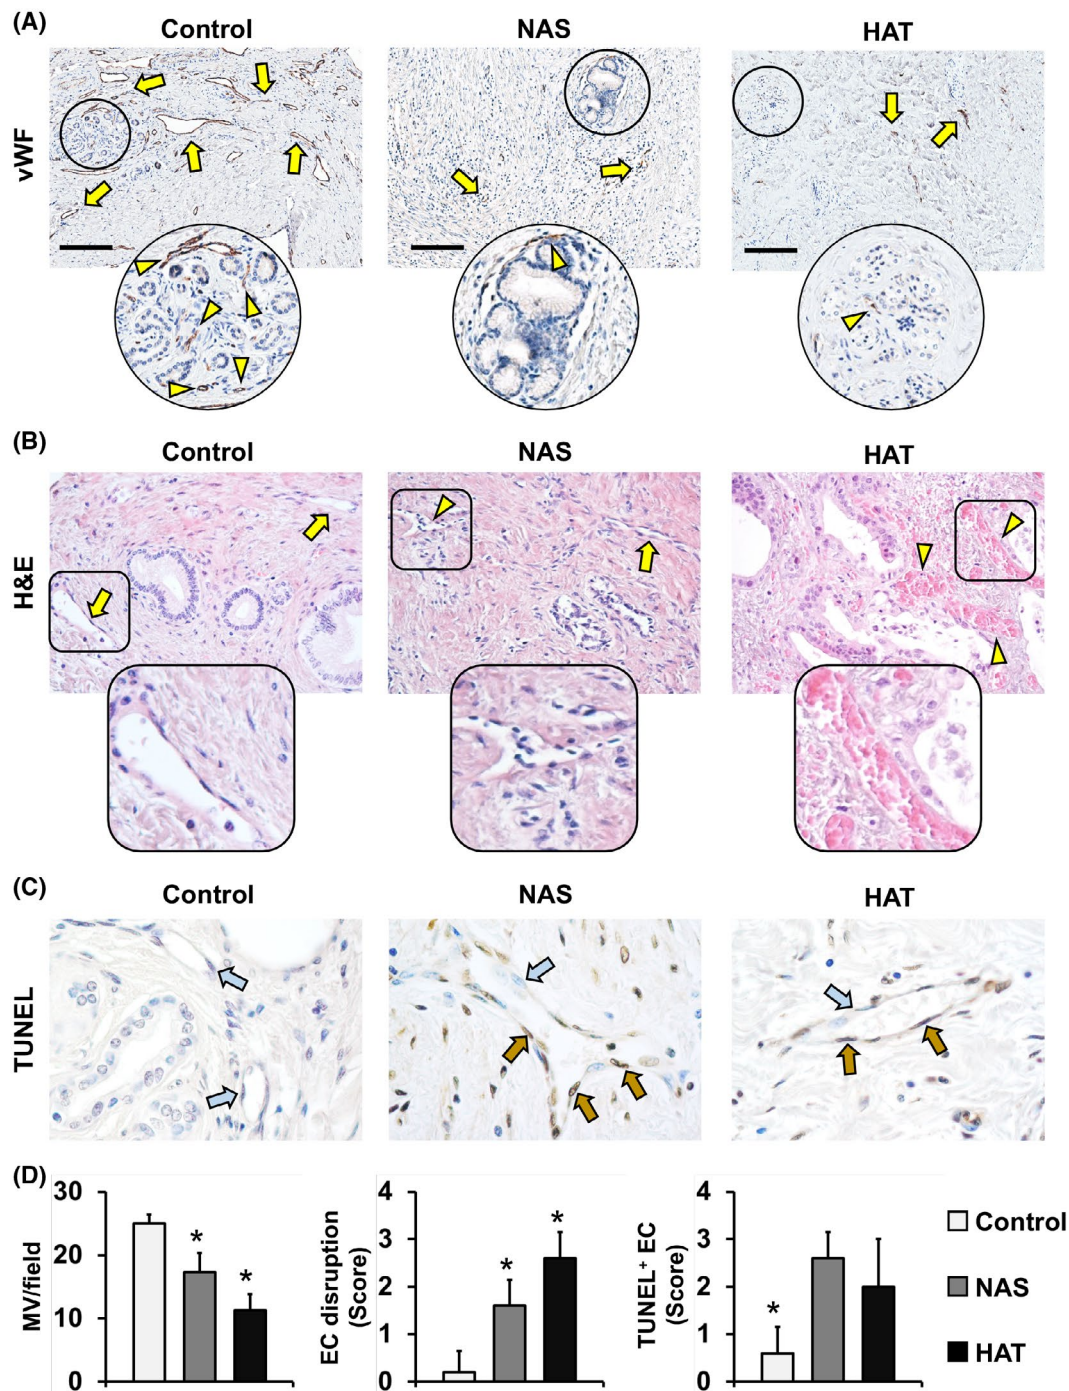 (A)
Control NAS HAT
vWF
(B)
Control NAS HAT
H&E
(C)
Control NAS HAT
TUNEL
(D)
MV/field
30
20
10
0
* *
EC disruption
(Score)
4
3
2
1
0
* *
TUNEL⁺ EC
(Score)
4
3
2
1
0
*
Control
NAS
HAT